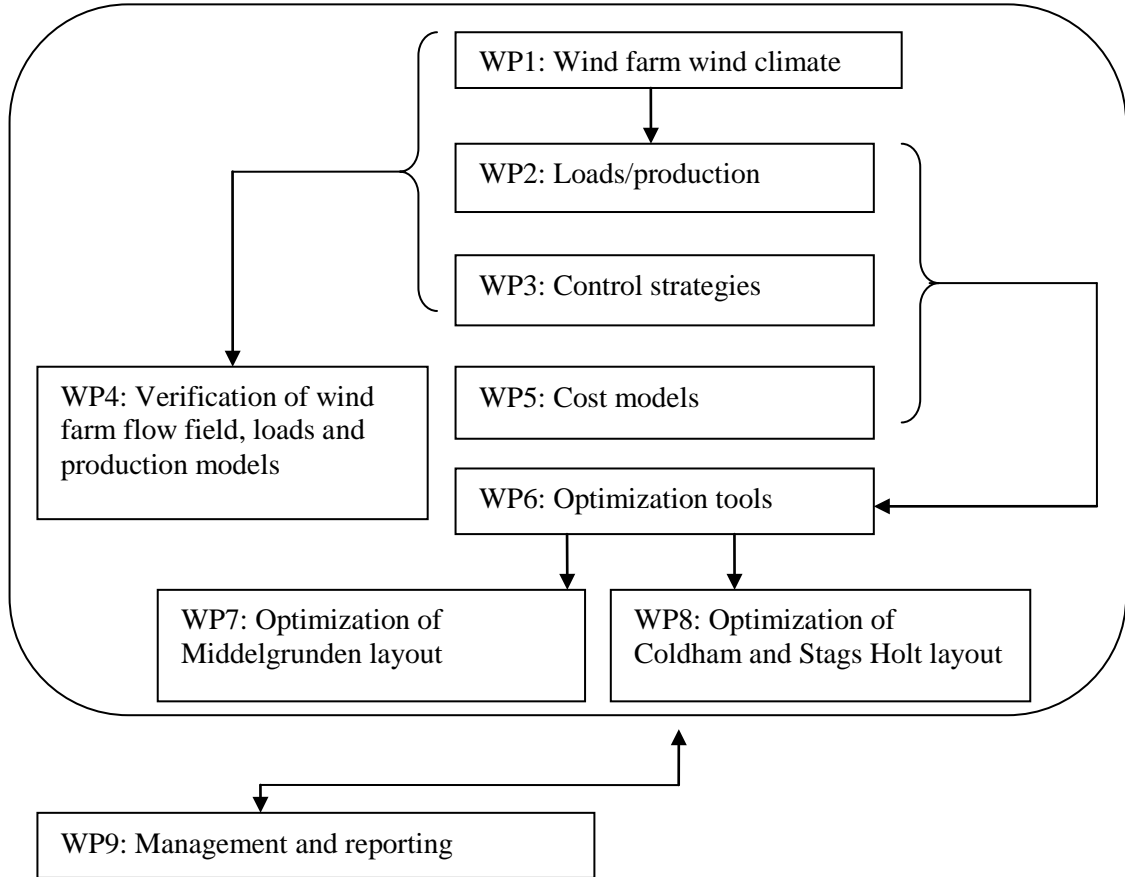 WP1: Wind farm wind climate
WP2: Loads/production
WP3: Control strategies
WP4: Verification of wind
farm flow field, loads and
production models
WP5: Cost models
WP6: Optimization tools
WP7: Optimization of
Middelgrunden layout
WP8: Optimization of
Coldham and Stags Holt layout
WP9: Management and reporting